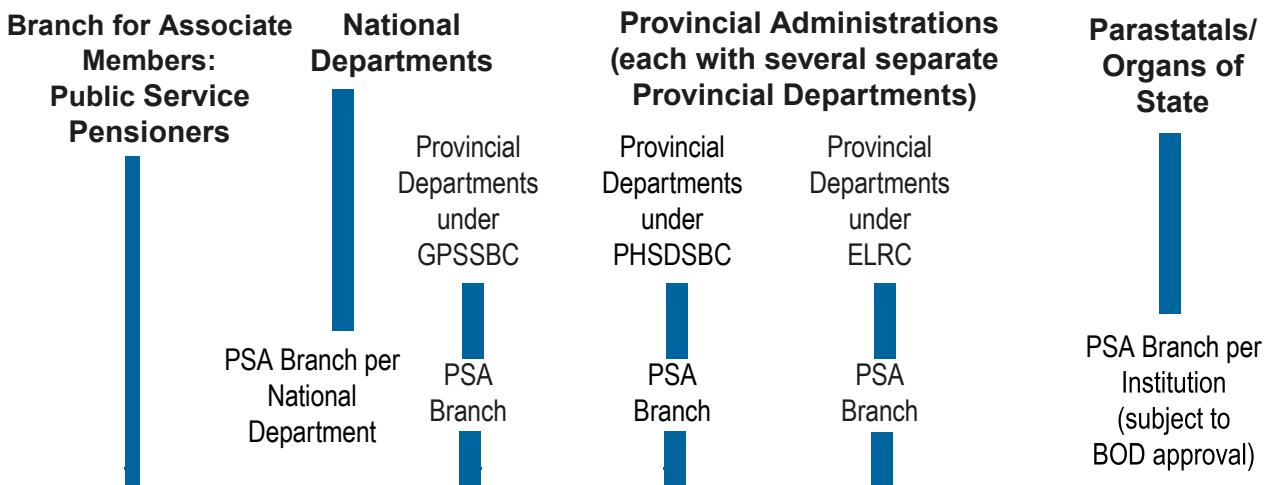 Branch for Associate
Members:
Public Service
Pensioners
National
Departments
Provincial Administrations
(each with several separate
Provincial Departments)
Parastatals/
Organs of
State
Provincial
Departments
under
GPSSBC
Provincial
Departments
under
PHSDSBC
Provincial
Departments
under
ELRC
PSA Branch per
National
Department
PSA
Branch
PSA
Branch
PSA
Branch
PSA Branch per
Institution
(subject to
BOD approval)